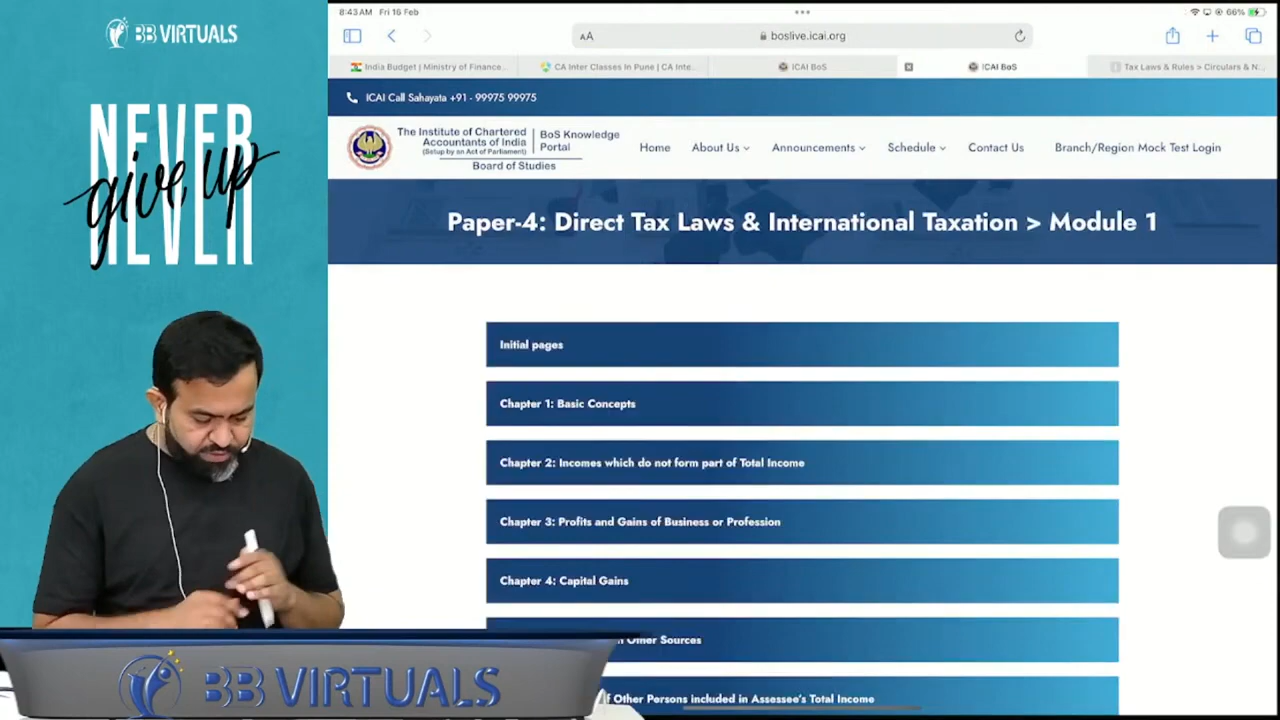 BB VIRTUALS
NEVER
give up
NEVER
8:43 AM Fri 16 Feb
66%
AA
boslive.icai.org
India Budget | Ministry of Finance...
CA Inter Classes In Pune | CA Inte...
ICAI BoS
ICAI BoS
Tax Laws & Rules > Circulars & N...
ICAI Call Sahayata +91 - 99975 99975
The Institute of Chartered
Accountants of India
(Setup by an Act of Parliament)
Board of Studies
BoS Knowledge
Portal
Home
About Us
Announcements
Schedule
Contact Us
Branch/Region Mock Test Login
Paper-4: Direct Tax Laws & International Taxation > Module 1
Initial pages
Chapter 1: Basic Concepts
Chapter 2: Incomes which do not form part of Total Income
Chapter 3: Profits and Gains of Business or Profession
Chapter 4: Capital Gains
Other Sources
f Other Persons included in Assessee's Total Income
BB VIRTUALS